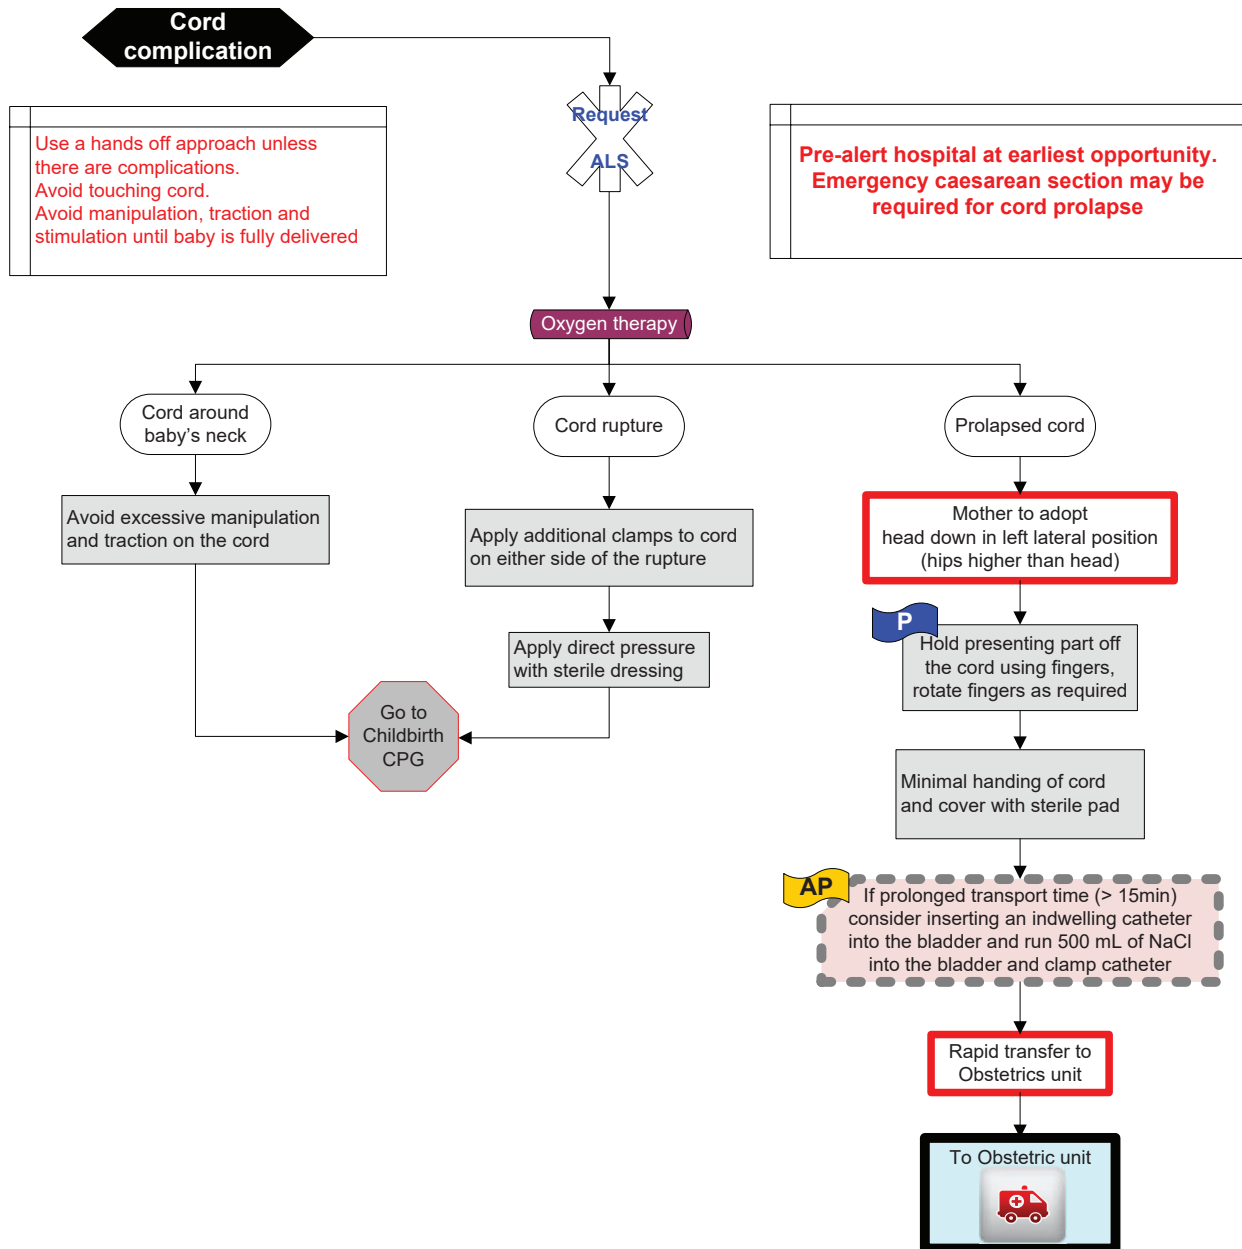 Cord
complication
Request
ALS
Use a hands off approach unless
there are complications.
Avoid touching cord.
Avoid manipulation, traction and
stimulation until baby is fully delivered
Pre-alert hospital at earliest opportunity.
Emergency caesarean section may be
required for cord prolapse
Oxygen therapy
Cord around
baby’s neck
Cord rupture
Prolapsed cord
Avoid excessive manipulation
and traction on the cord
Apply additional clamps to cord
on either side of the rupture
Mother to adopt
head down in left lateral position
(hips higher than head)
P
Hold presenting part off
the cord using fingers,
rotate fingers as required
Apply direct pressure
with sterile dressing
Go to
Childbirth
CPG
Minimal handing of cord
and cover with sterile pad
AP
If prolonged transport time (> 15min)
consider inserting an indwelling catheter
into the bladder and run 500 mL of NaCl
into the bladder and clamp catheter
Rapid transfer to
Obstetrics unit
To Obstetric unit